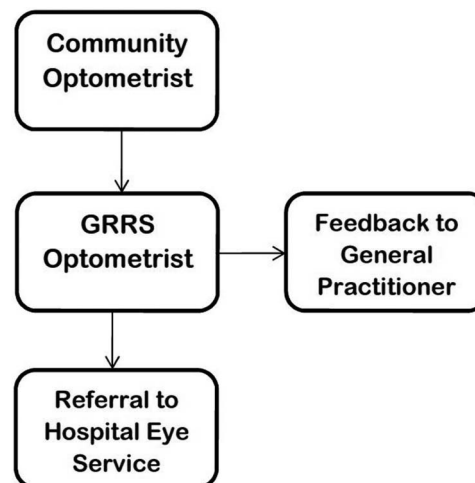 Community
Optometrist
GRRS
Optometrist
Feedback to
General
Practitioner
Referral to
Hospital Eye
Service